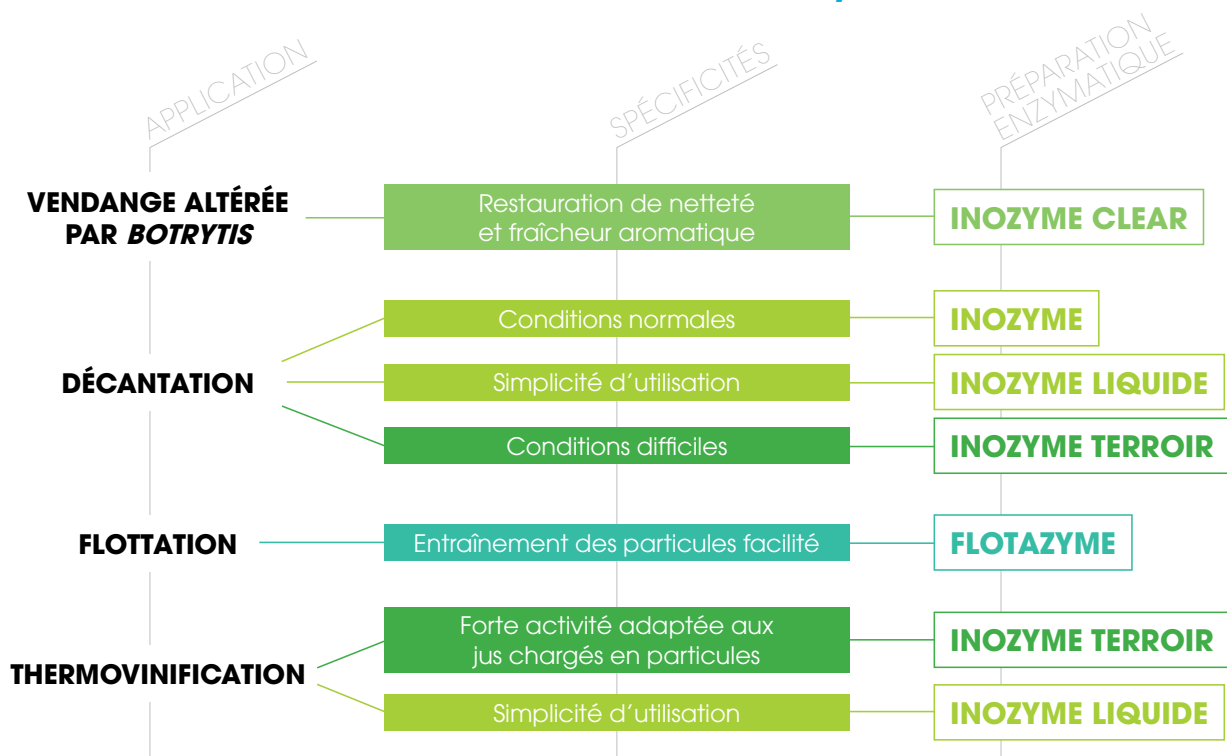 APPLICATION
SPÉCIFICITÉS
PRÉPARATION
ENZYMATIQUE
VENDANGE ALTÉRÉE
PAR BOTRYTIS
Restauration de netteté
et fraîcheur aromatique
INOZYME CLEAR
DÉCANTATION
Conditions normales
INOZYME
Simplicité d’utilisation
INOZYME LIQUIDE
Conditions difficiles
INOZYME TERROIR
FLOTTATION
Entraînement des particules facilité
FLOTAZYME
THERMOVINIFICATION
Forte activité adaptée aux
jus chargés en particules
INOZYME TERROIR
Simplicité d’utilisation
INOZYME LIQUIDE